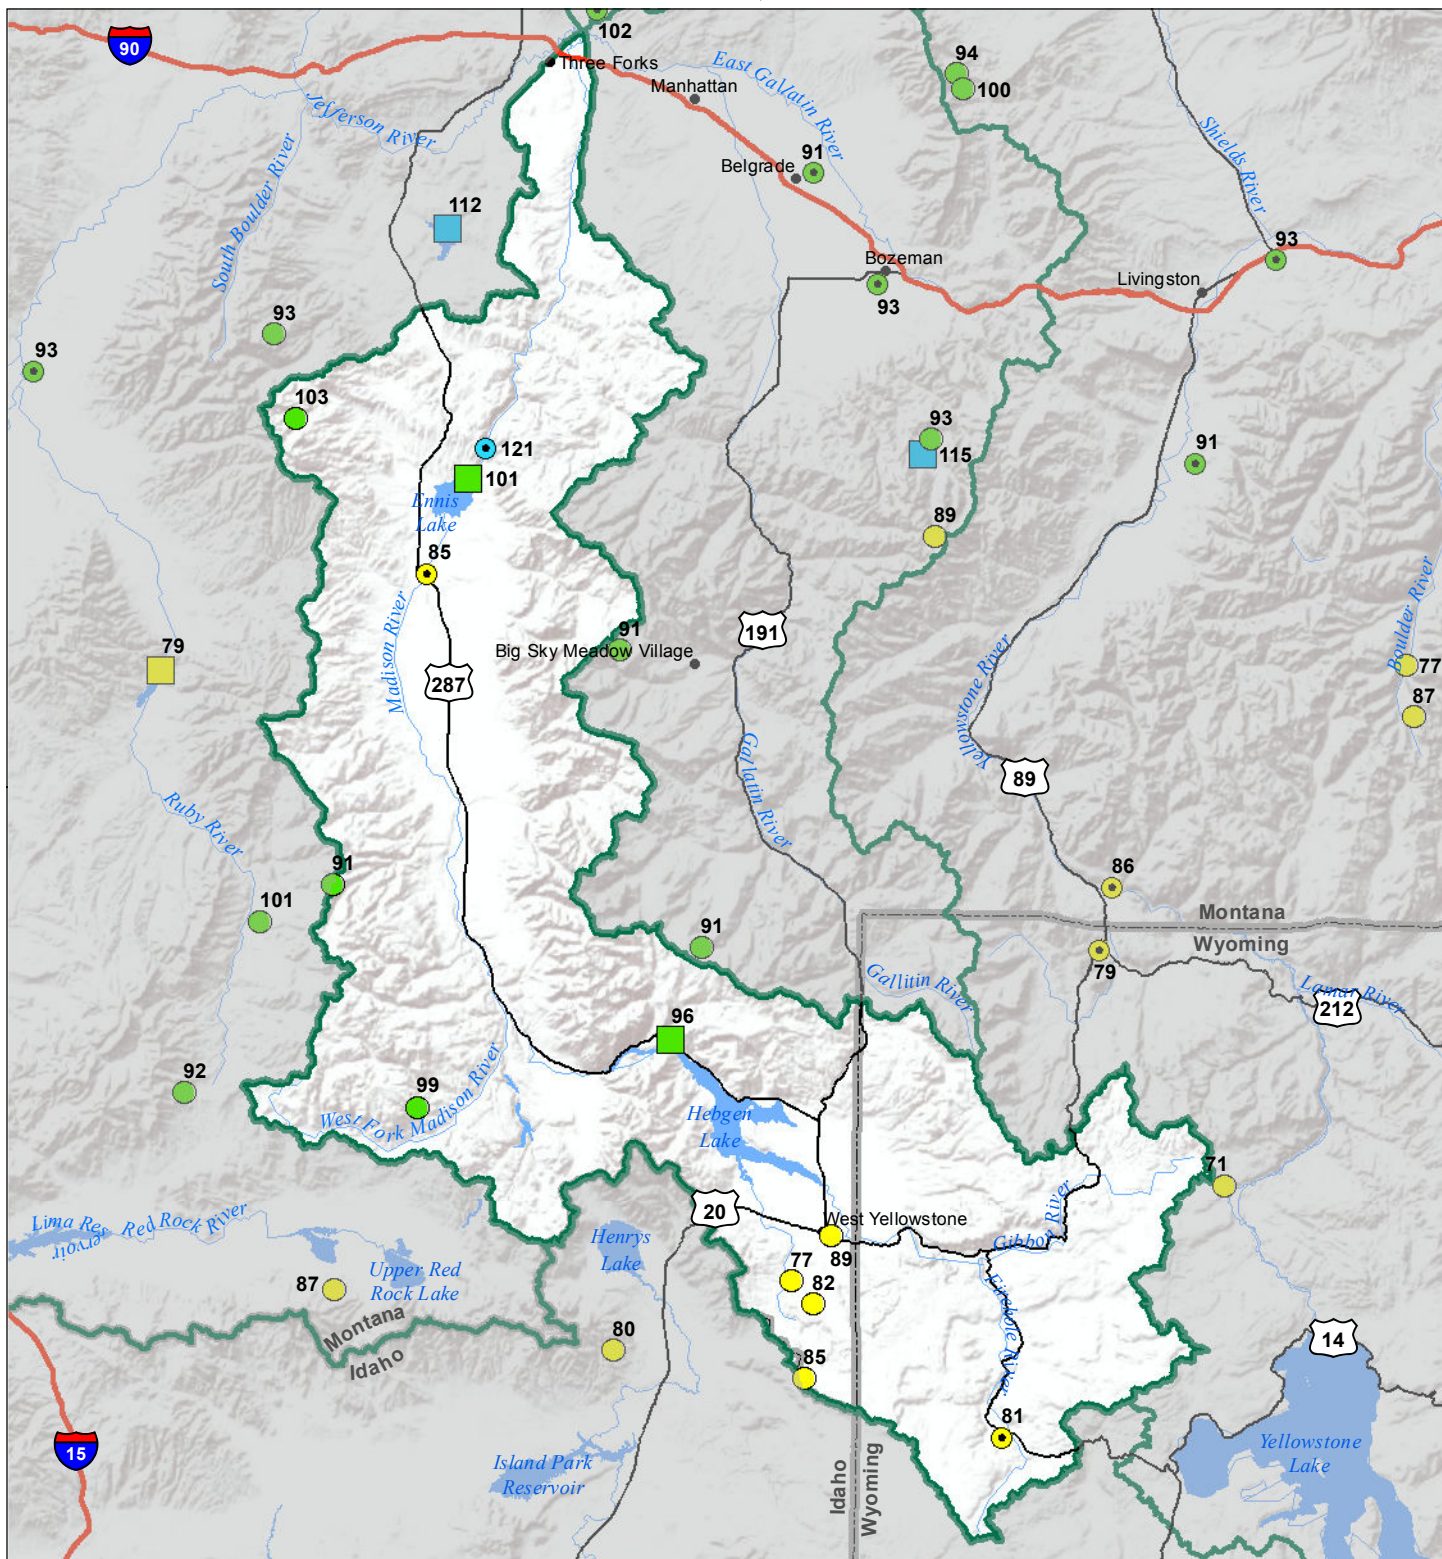 102
90
94
Three Forks
East Gallatin River
100
Manhattan
Jefferson River
Shields River
91
Belgrade
South Boulder River
112
93
Bozeman
Livingston
93
93
93
103
93
121
115
91
101
Ennis
Lake
89
85
Madison River
191
91
Boulder River
79
Big Sky Meadow Village
77
287
Yellowstone River
87
Gallatin River
89
Ruby River
91
86
101
91
Montana
Wyoming
79
Gallitin River
Lamar River
212
96
92
99
West Fork Madison River
Hebgen
Lake
71
20
West Yellowstone
Lima Reservoir
Red Rock River
Gibbon River
Henrys
Lake
89
77
82
Upper Red
Rock Lake
87
Firehole River
Montana
Idaho
80
14
85
81
15
Yellowstone
Lake
Island Park
Reservoir
Idaho
Wyoming